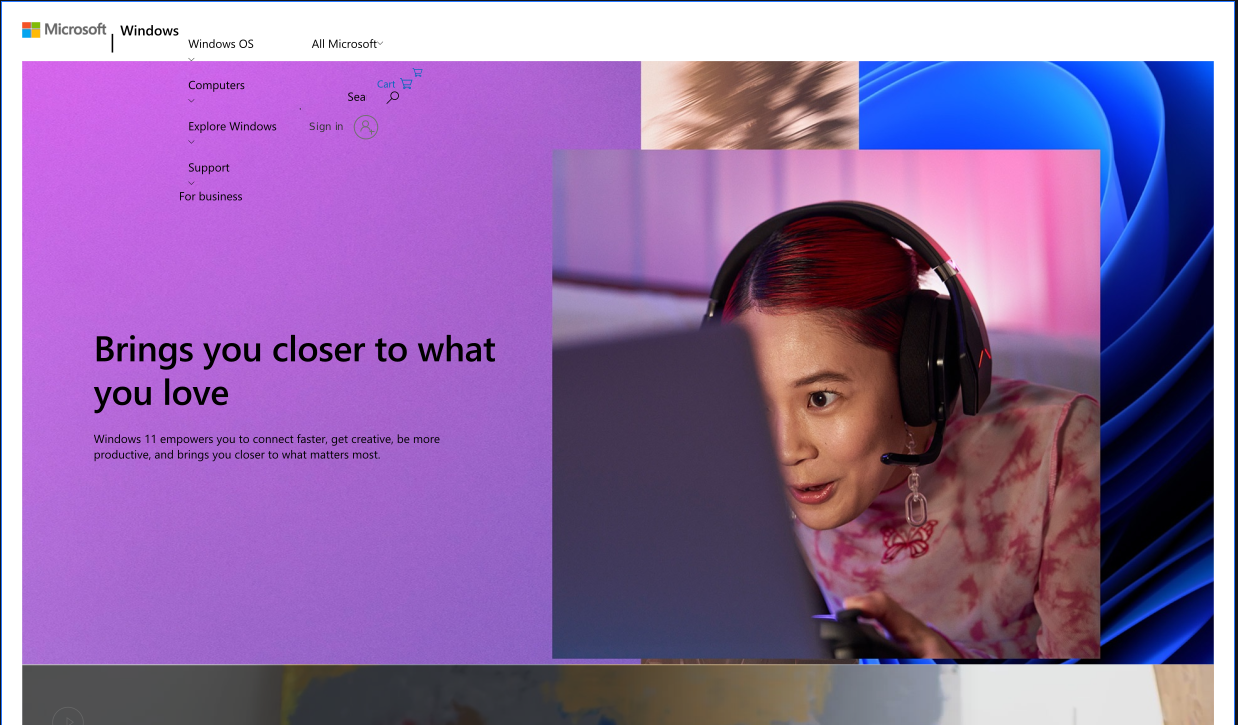 Microsoft
Windows
Windows OS
Computers
Explore Windows
Support
For business
All Microsoft
Cart
Sea
Sign in
Brings you closer to what
you love
Windows 11 empowers you to connect faster, get creative, be more
productive, and brings you closer to what matters most.